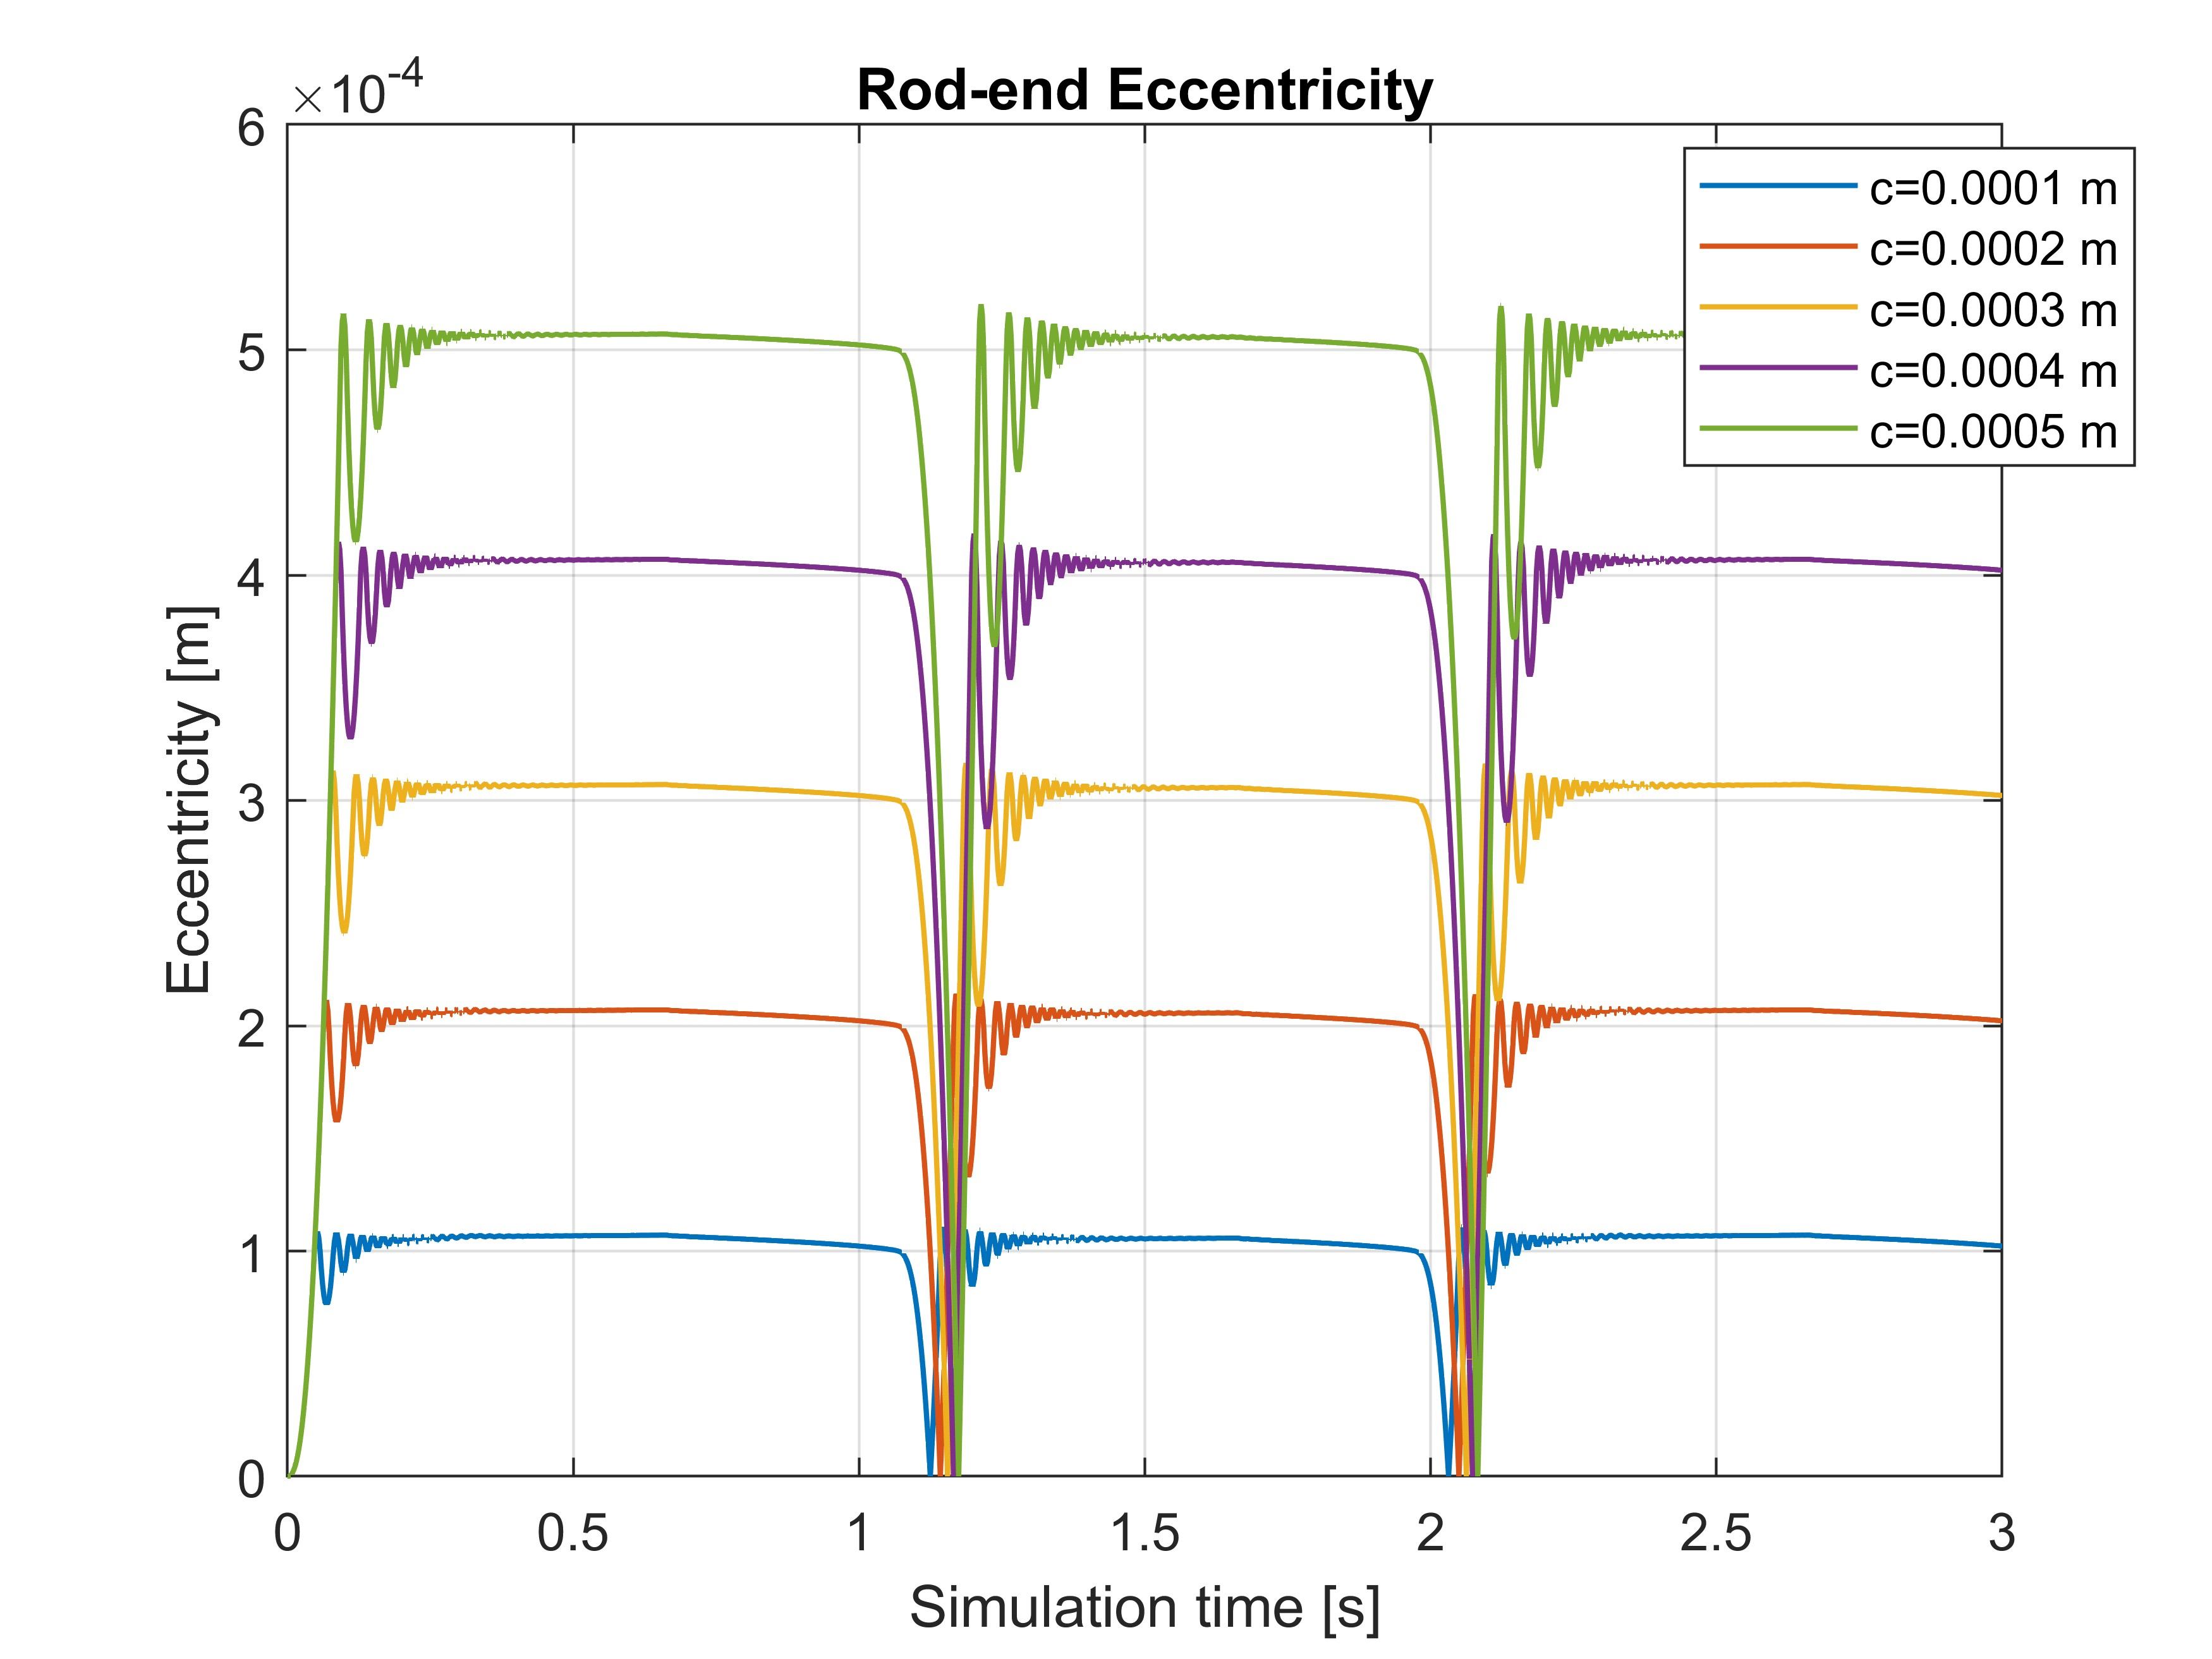 Rod-end Eccentricity
×10-4
6
5
4
3
2
1
0
Eccentricity [m]
0 0.5 1 1.5 2 2.5 3
Simulation time [s]
c=0.0001 m
c=0.0002 m
c=0.0003 m
c=0.0004 m
c=0.0005 m